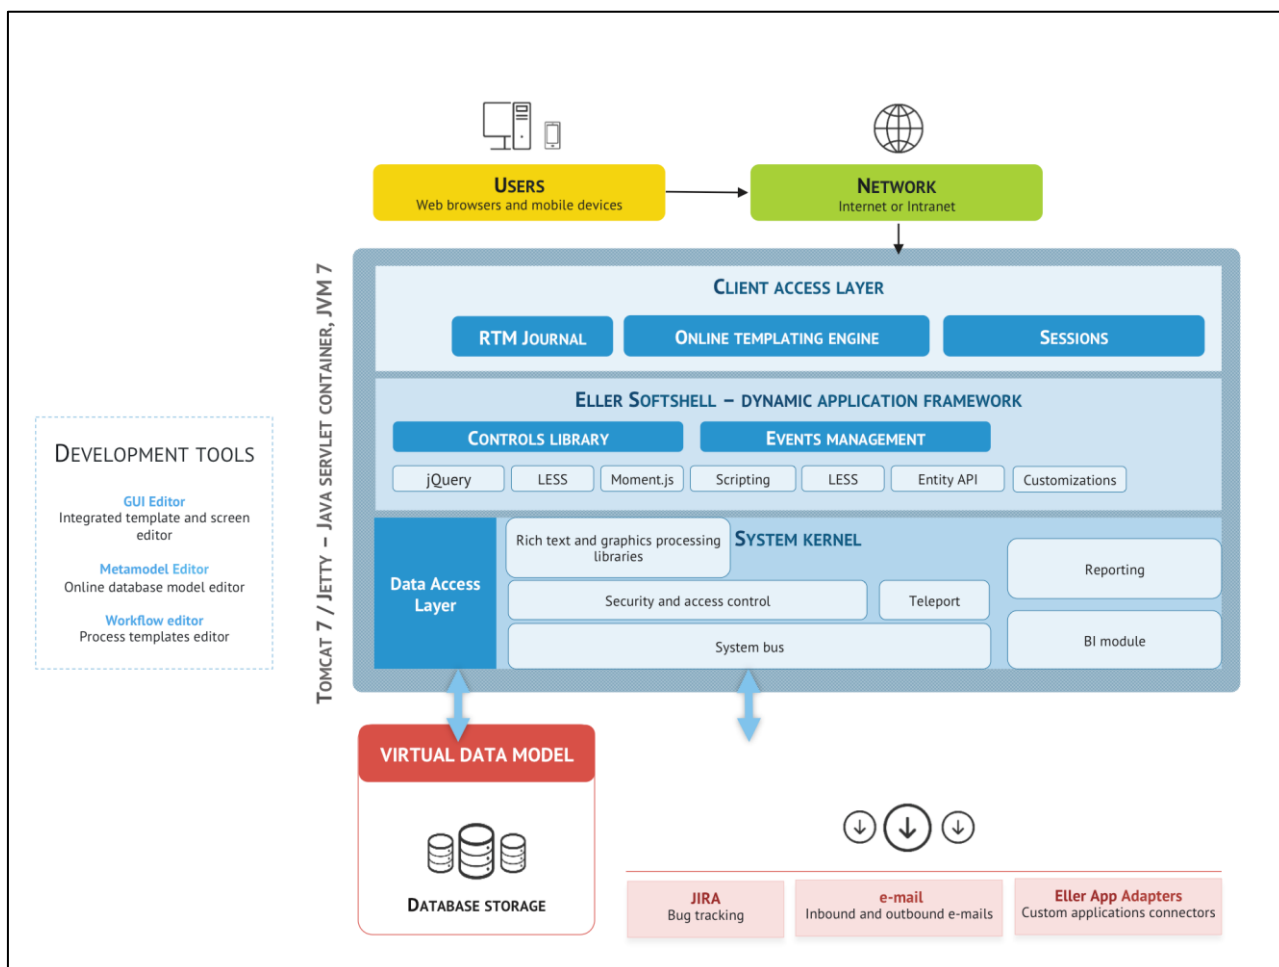 USERS
Web browsers and mobile devices
NETWORK
Internet or Intranet
TOMCAT 7 / JETTY – JAVA SERVLET CONTAINER, JVM 7
CLIENT ACCESS LAYER
RTM JOURNAL
ONLINE TEMPLATING ENGINE
SESSIONS
ELLER SOFTSHELL – DYNAMIC APPLICATION FRAMEWORK
CONTROLS LIBRARY
EVENTS MANAGEMENT
jQuery
LESS
Moment.js
Scripting
LESS
Entity API
Customizations
DEVELOPMENT TOOLS
GUI Editor
Integrated template and screen
editor
Metamodel Editor
Online database model editor
Workflow editor
Process templates editor
Data Access
Layer
Rich text and graphics processing
libraries
SYSTEM KERNEL
Security and access control
Teleport
System bus
Reporting
BI module
VIRTUAL DATA MODEL
DATABASE STORAGE
JIRA
Bug tracking
e-mail
Inbound and outbound e-mails
Eller App Adapters
Custom applications connectors